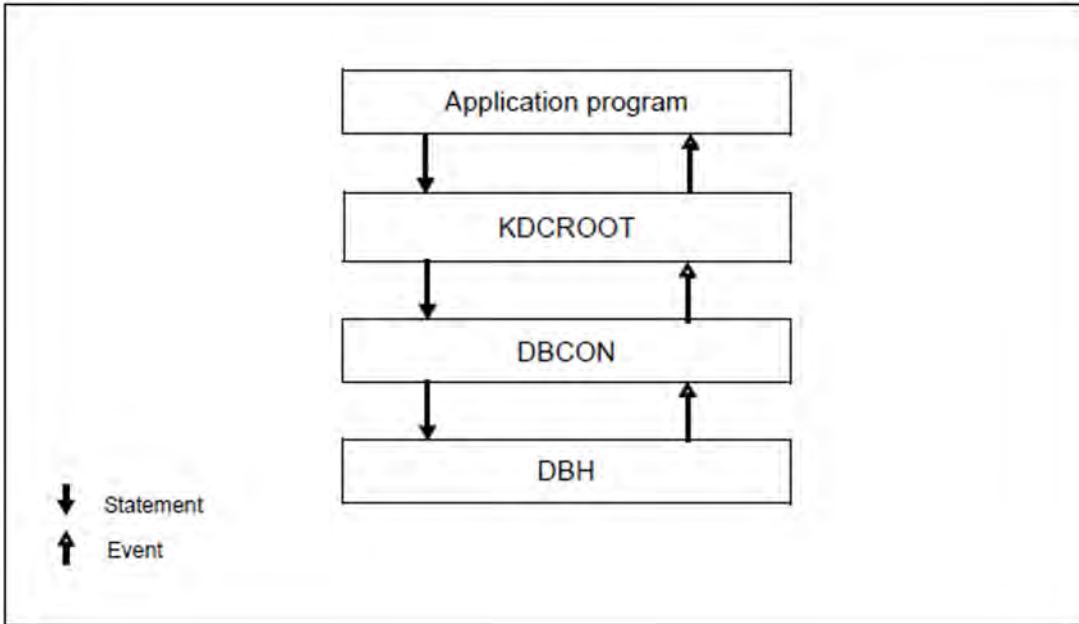 Application program
KDCROOT
DBCON
DBH
Statement
Event